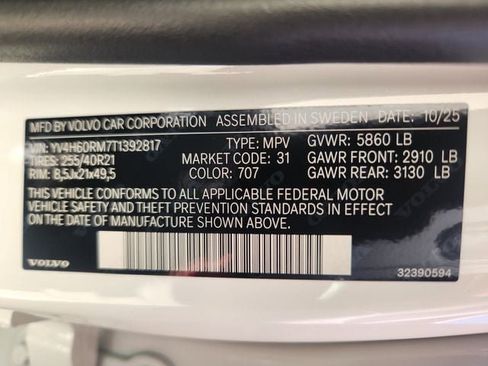 MFD BY VOLVO CAR CORPORATION ASSEMBLED IN SWEDEN DATE: 10/25
VIN: YV4H60RM7T1392817 TYPE: MPV GVWR: 5860 LB
TIRES: 255/40R21 MARKET CODE: 31 GAWR FRONT: 2910 LB
RIM: 8,5Jx21x49,5 COLOR: 707 GAWR REAR: 3130 LB
THIS VEHICLE CONFORMS TO ALL APPLICABLE FEDERAL MOTOR
VEHICLE SAFETY AND THEFT PREVENTION STANDARDS IN EFFECT
ON THE DATE OF MANUFACTURE SHOWN ABOVE.
VOLVO 32390594